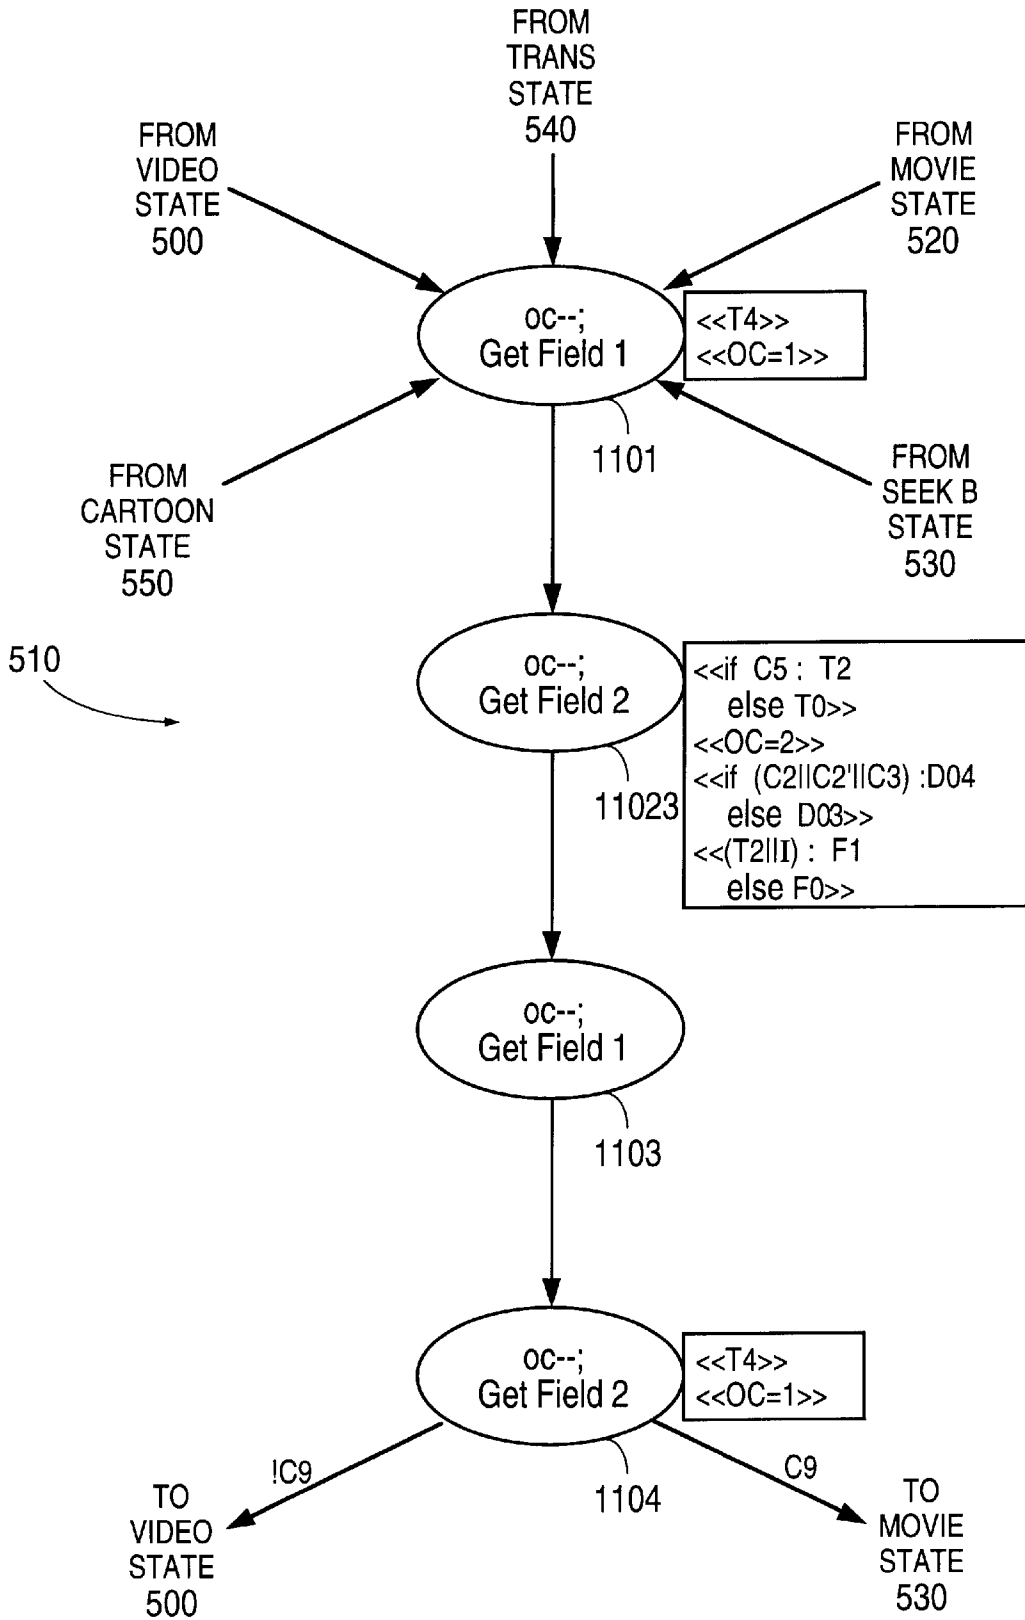 FROM
TRANS
STATE
540
FROM
VIDEO
STATE
500
FROM
MOVIE
STATE
520
oc--;
Get Field 1
<<T4>>
<<OC=1>>
1101
FROM
CARTOON
STATE
550
FROM
SEEK B
STATE
530
510
oc--;
Get Field 2
11023
<<if C5 : T2
else T0>>
<<OC=2>>
<<if (C2||C2'||C3) :D04
else D03>>
<<(T2||I) : F1
else F0>>
oc--;
Get Field 1
1103
oc--;
Get Field 2
<<T4>>
<<OC=1>>
1104
!C9
C9
TO
VIDEO
STATE
500
TO
MOVIE
STATE
530